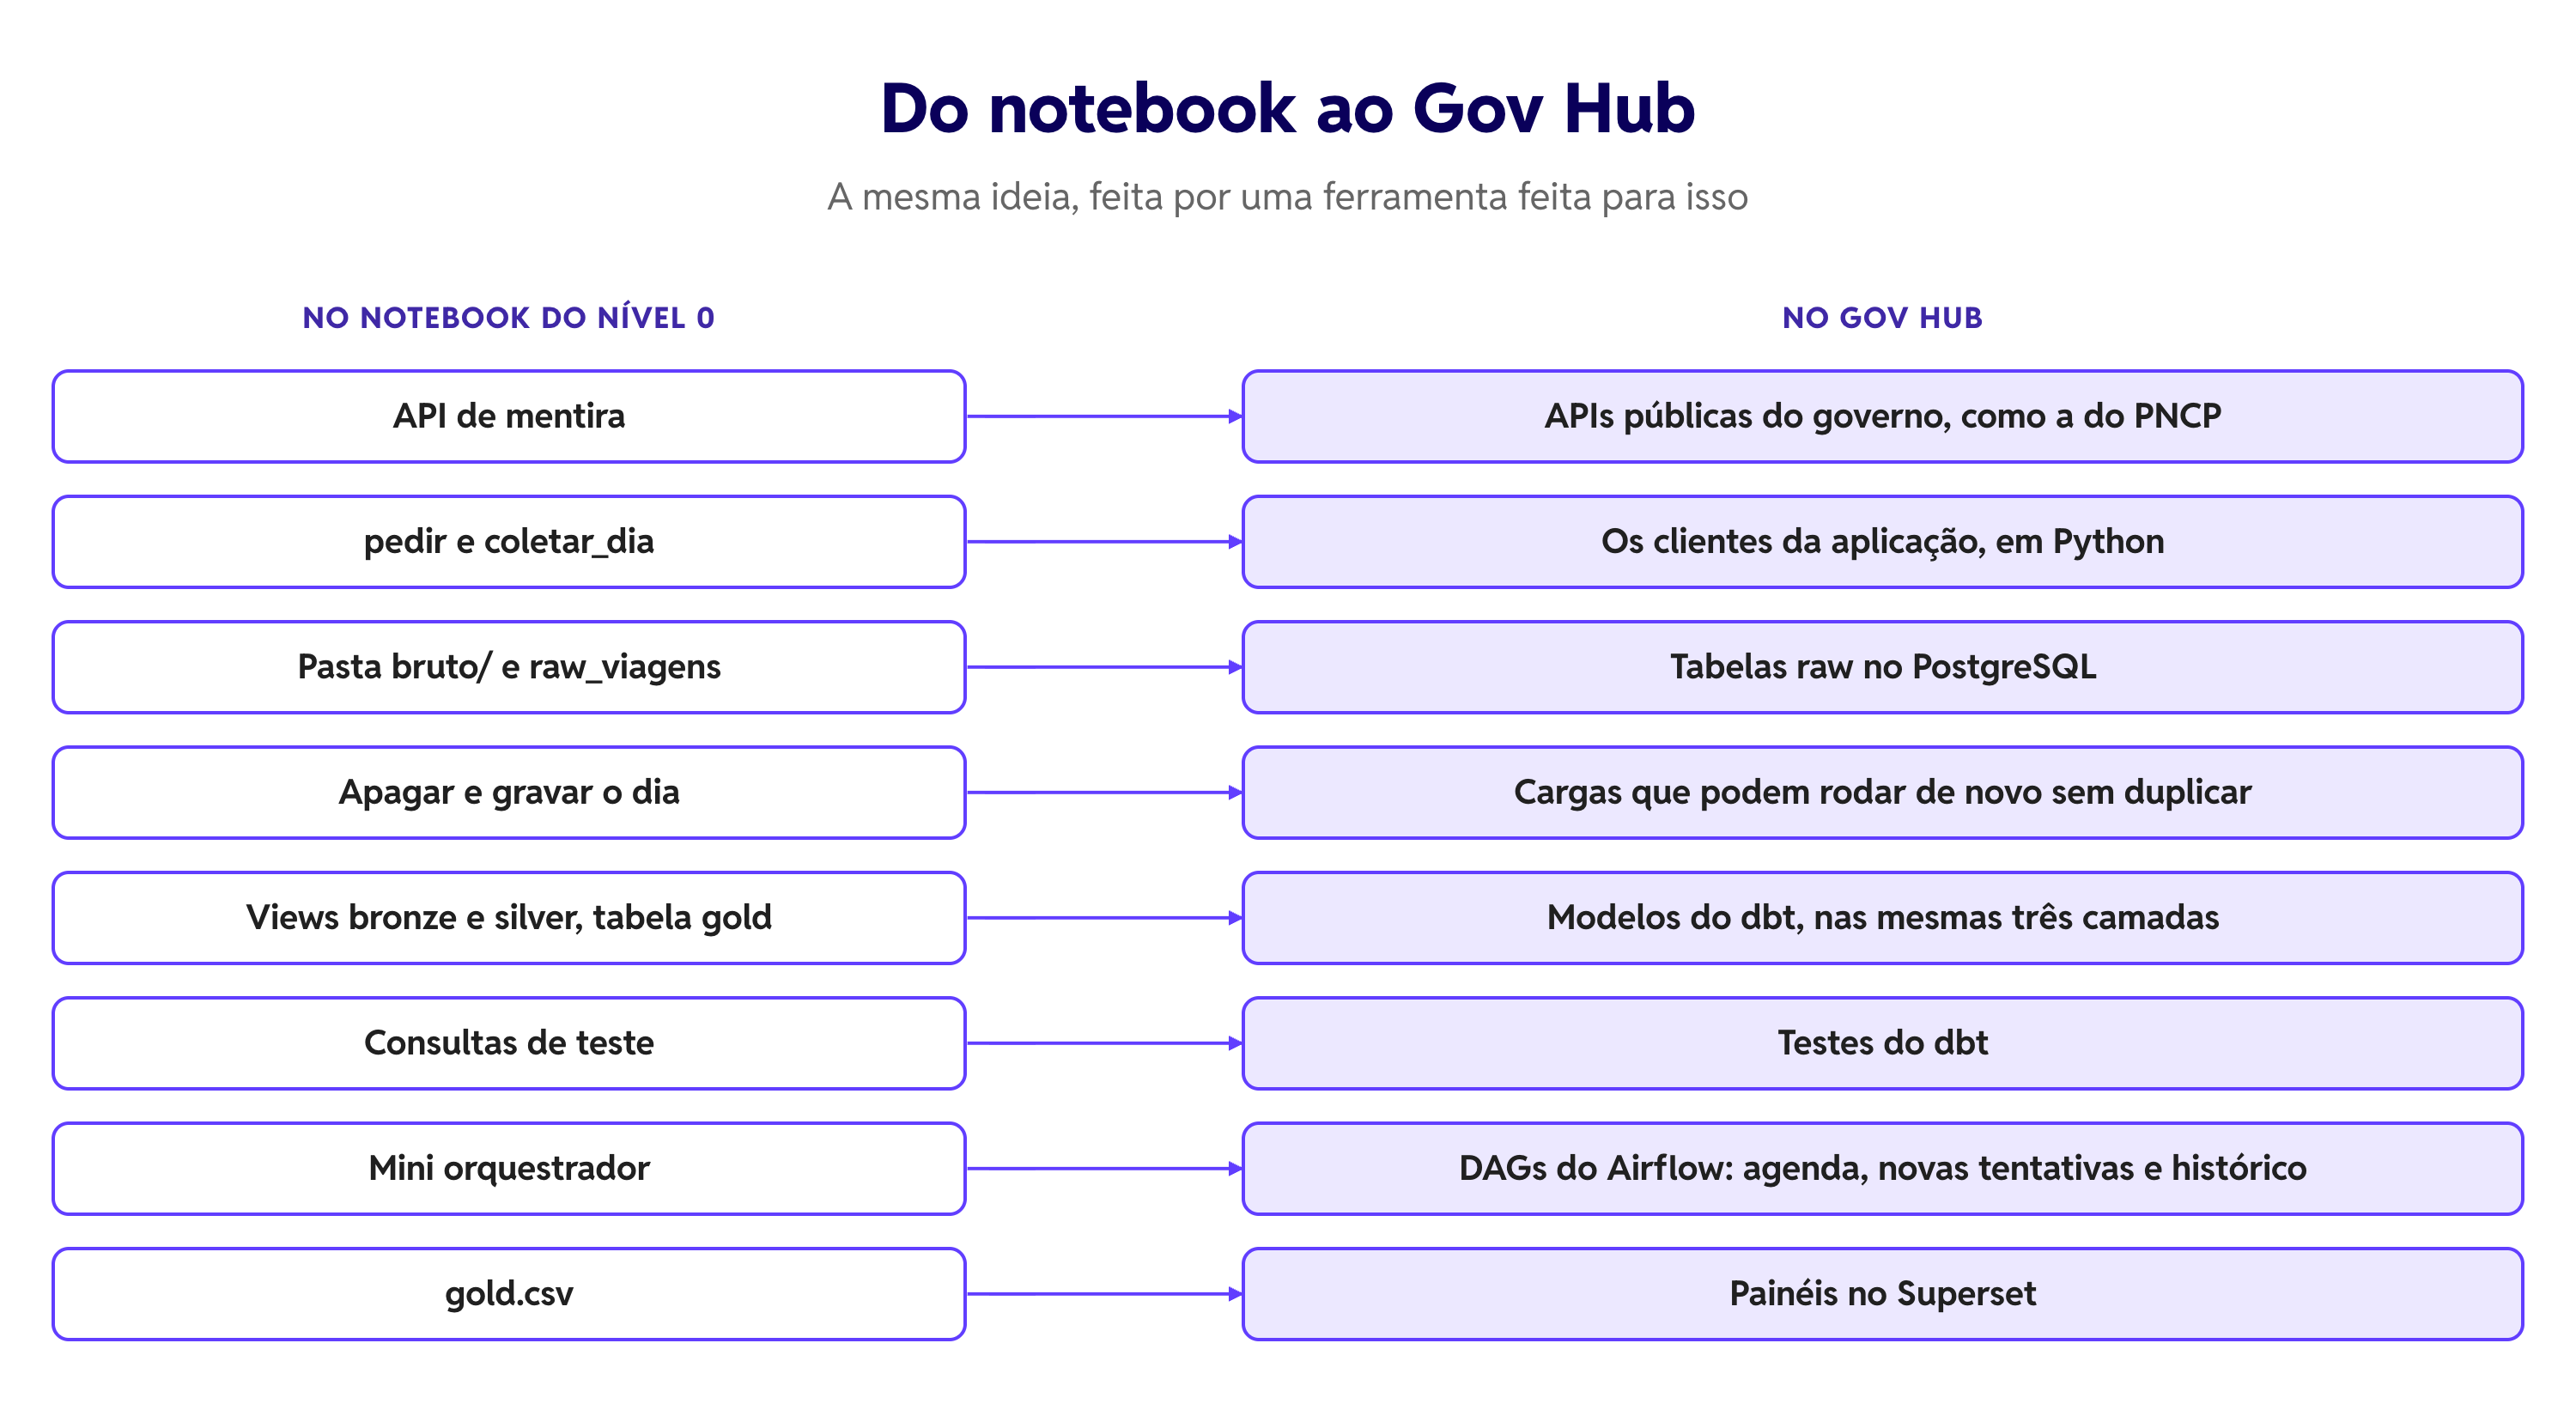 Do notebook ao Gov Hub
A mesma ideia, feita por uma ferramenta feita para isso
NO NOTEBOOK DO NÍVEL 0
NO GOV HUB
API de mentira
APIs públicas do governo, como a do PNCP
pedir e coletar_dia
Os clientes da aplicação, em Python
Pasta bruto/ e raw_viagens
Tabelas raw no PostgreSQL
Apagar e gravar o dia
Cargas que podem rodar de novo sem duplicar
Views bronze e silver, tabela gold
Modelos do dbt, nas mesmas três camadas
Consultas de teste
Testes do dbt
Mini orquestrador
DAGs do Airflow: agenda, novas tentativas e histórico
gold.csv
Painéis no Superset